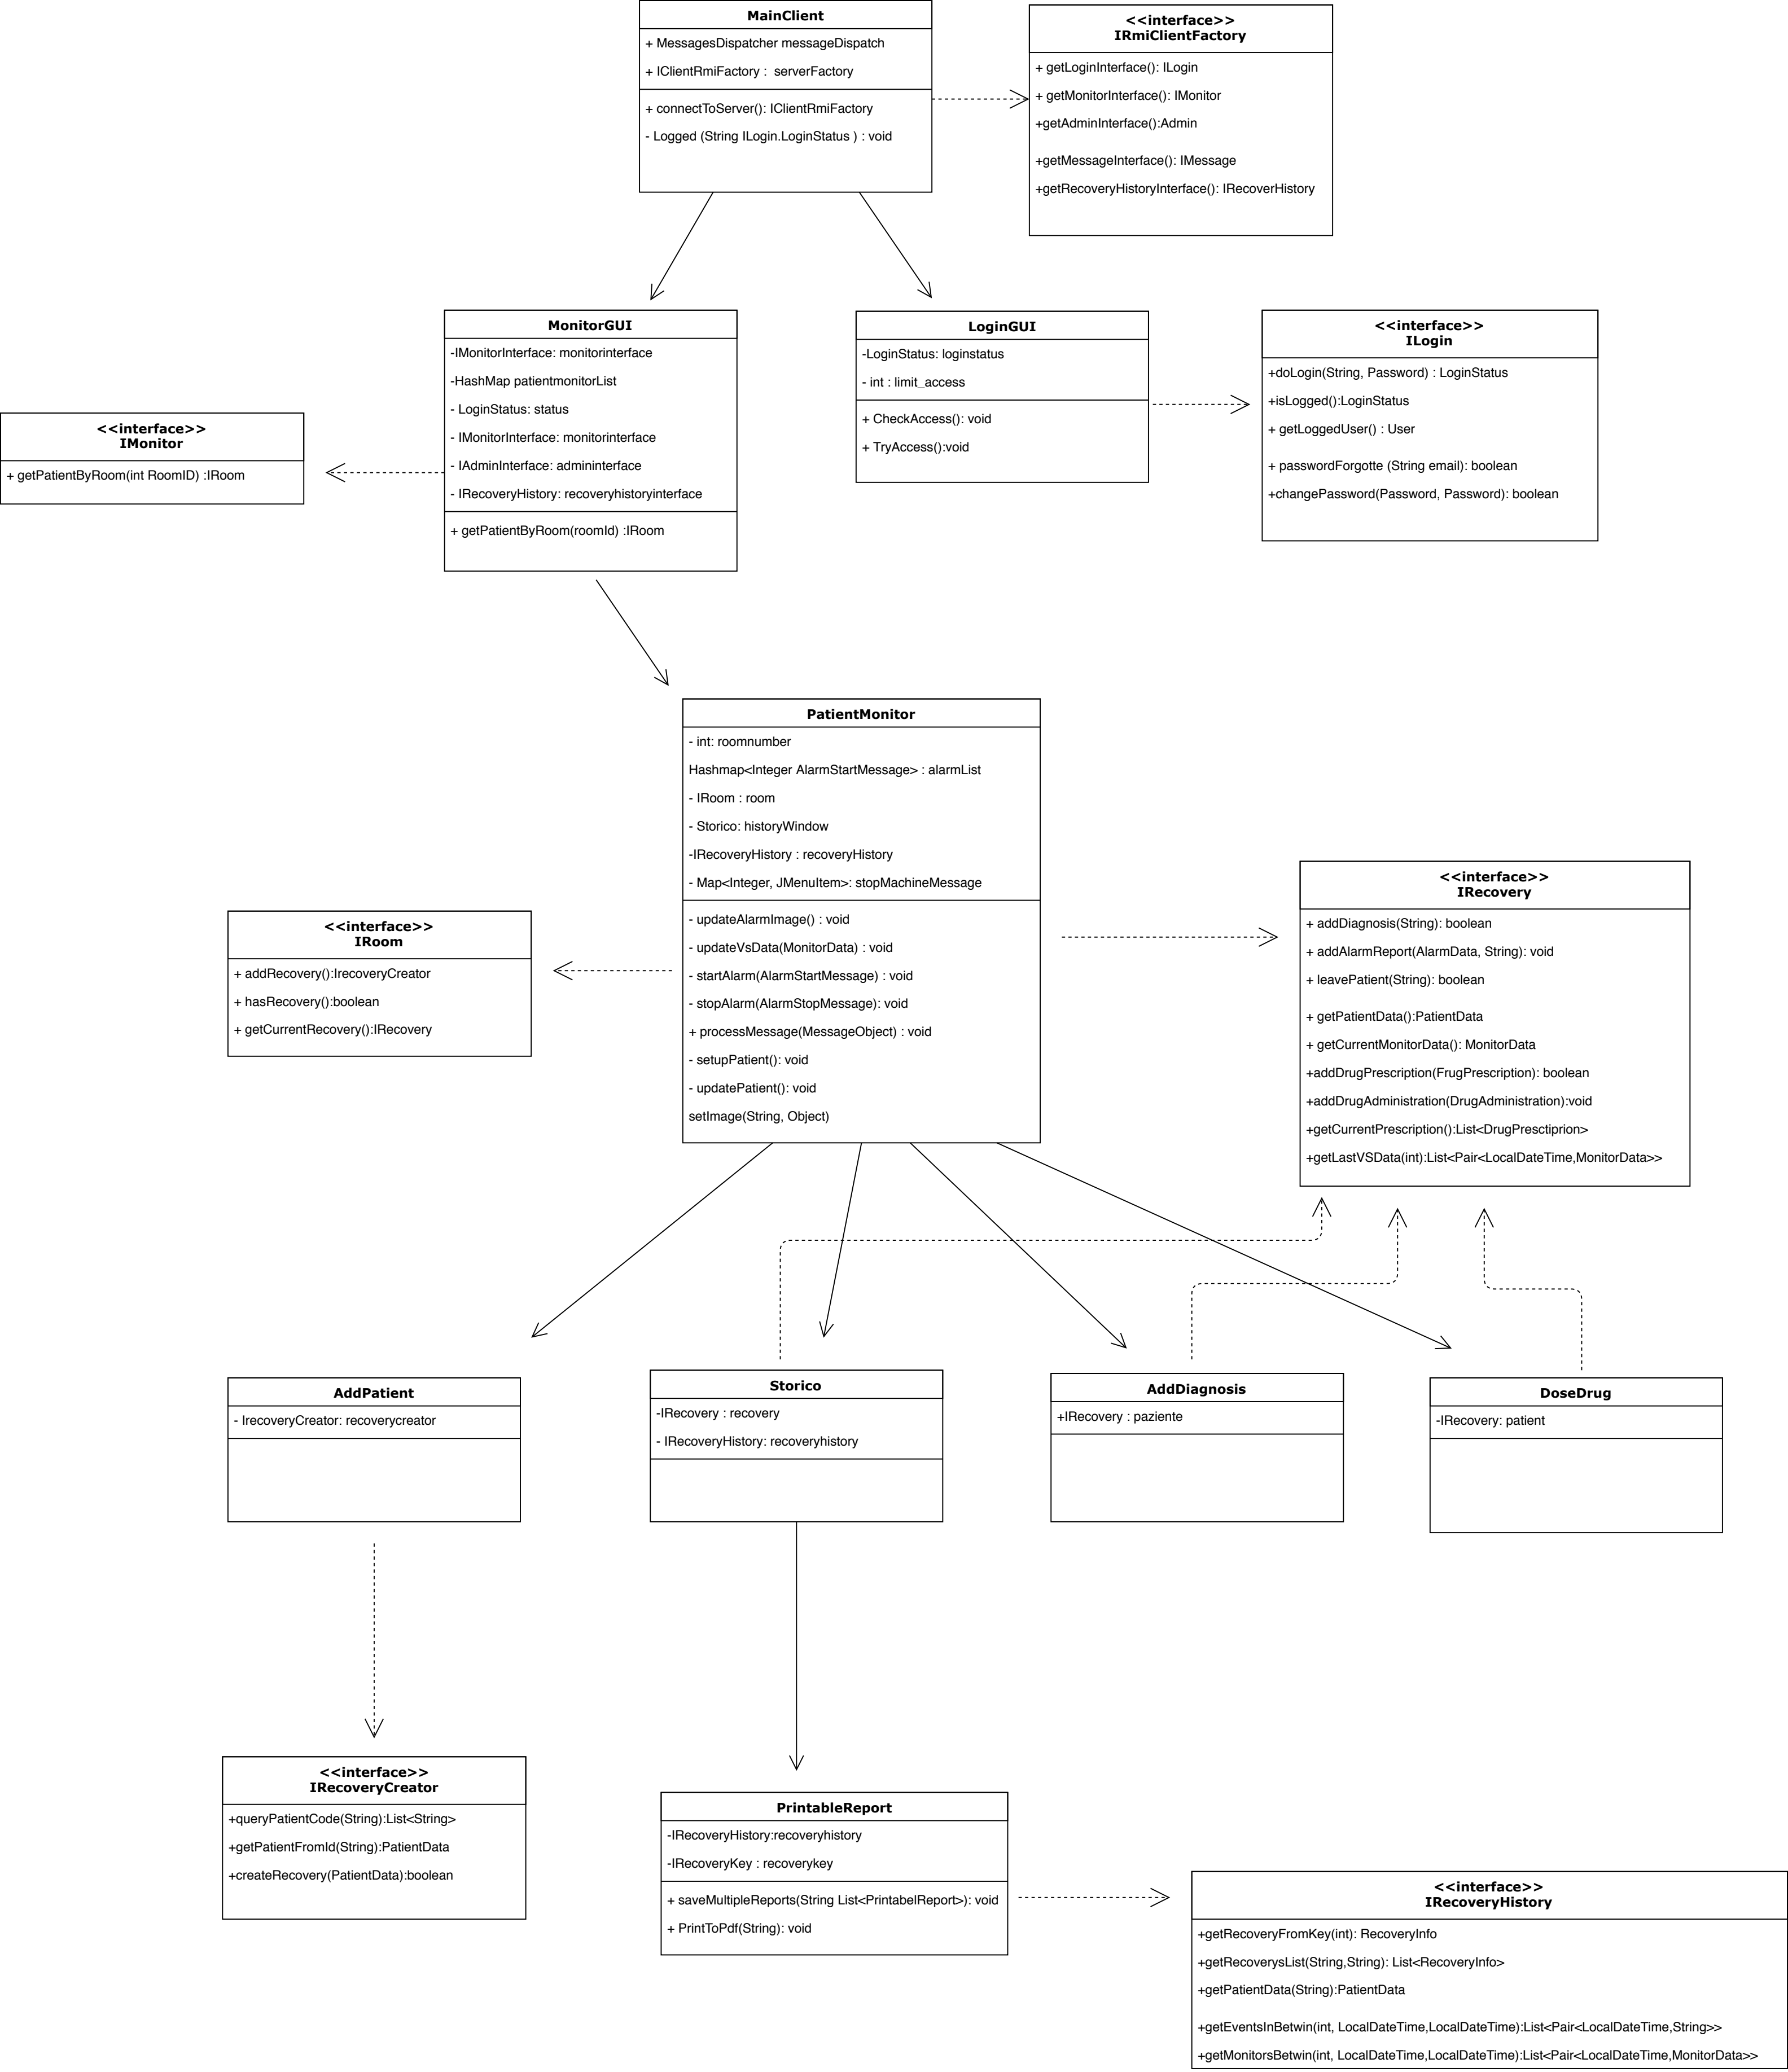 MainClient
+ MessagesDispatcher messageDispatch
+ IClientRmiFactory :  serverFactory
+ connectToServer(): IClientRmiFactory
- Logged (String ILogin.LoginStatus ) : void
<<interface>>
IRmiClientFactory
+ getLoginInterface(): ILogin
+ getMonitorInterface(): IMonitor
+getAdminInterface():Admin
+getMessageInterface(): IMessage
+getRecoveryHistoryInterface(): IRecoverHistory
MonitorGUI
-IMonitorInterface: monitorinterface
-HashMap patientmonitorList
- LoginStatus: status
- IMonitorInterface: monitorinterface
- IAdminInterface: admininterface
- IRecoveryHistory: recoveryhistoryinterface
+ getPatientByRoom(roomId) :IRoom
LoginGUI
-LoginStatus: loginstatus
- int : limit_access
+ CheckAccess(): void
+ TryAccess():void
<<interface>>
ILogin
+doLogin(String, Password) : LoginStatus
+isLogged():LoginStatus
+ getLoggedUser() : User
+ passwordForgotte (String email): boolean
+changePassword(Password, Password): boolean
<<interface>>
IMonitor
+ getPatientByRoom(int RoomID) :IRoom
PatientMonitor
- int: roomnumber
Hashmap<Integer AlarmStartMessage> : alarmList
- IRoom : room
- Storico: historyWindow
-IRecoveryHistory : recoveryHistory
- Map<Integer, JMenuItem>: stopMachineMessage
- updateAlarmImage() : void
- updateVsData(MonitorData) : void
- startAlarm(AlarmStartMessage) : void
- stopAlarm(AlarmStopMessage): void
+ processMessage(MessageObject) : void
- setupPatient(): void
- updatePatient(): void
setImage(String, Object)
<<interface>>
IRoom
+ addRecovery():IrecoveryCreator
+ hasRecovery():boolean
+ getCurrentRecovery():IRecovery
<<interface>>
IRecovery
+ addDiagnosis(String): boolean
+ addAlarmReport(AlarmData, String): void
+ leavePatient(String): boolean
+ getPatientData():PatientData
+ getCurrentMonitorData(): MonitorData
+addDrugPrescription(FrugPrescription): boolean
+addDrugAdministration(DrugAdministration):void
+getCurrentPrescription():List<DrugPresctiprion>
+getLastVSData(int):List<Pair<LocalDateTime,MonitorData>>
AddPatient
- IrecoveryCreator: recoverycreator
Storico
-IRecovery : recovery
- IRecoveryHistory: recoveryhistory
AddDiagnosis
+IRecovery : paziente
DoseDrug
-IRecovery: patient
<<interface>>
IRecoveryCreator
+queryPatientCode(String):List<String>
+getPatientFromId(String):PatientData
+createRecovery(PatientData):boolean
PrintableReport
-IRecoveryHistory:recoveryhistory
-IRecoveryKey : recoverykey
+ saveMultipleReports(String List<PrintabelReport>): void
+ PrintToPdf(String): void
<<interface>>
IRecoveryHistory
+getRecoveryFromKey(int): RecoveryInfo
+getRecoverysList(String,String): List<RecoveryInfo>
+getPatientData(String):PatientData
+getEventsInBetwin(int, LocalDateTime,LocalDateTime):List<Pair<LocalDateTime,String>>
+getMonitorsBetwin(int, LocalDateTime,LocalDateTime):List<Pair<LocalDateTime,MonitorData>>